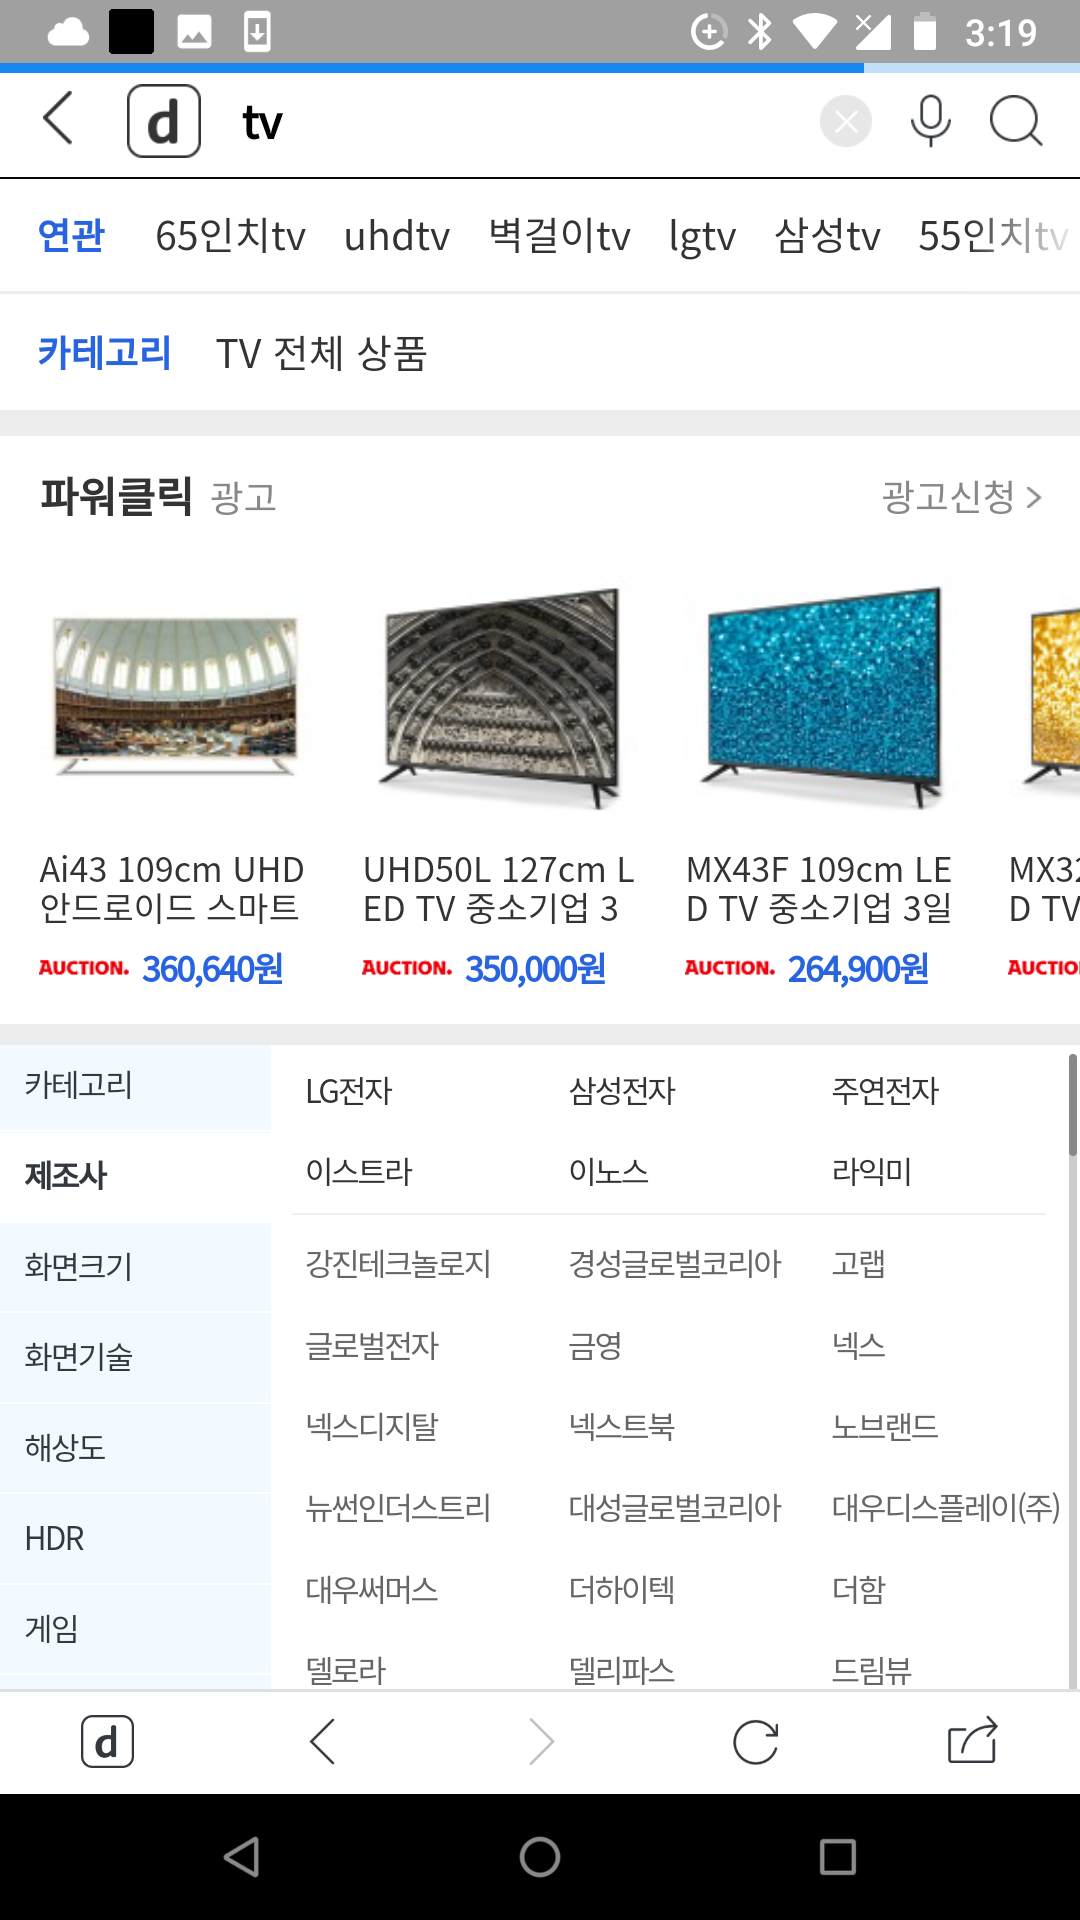 3:19
d tv
연관 65인치tv uhdtv 벽걸이tv lgtv 삼성tv 55인치tv
카테고리 TV 전체 상품
파워클릭 광고 광고신청
Ai43 109cm UHD
안드로이드 스마트
AUCTION. 360,640원
UHD50L 127cm L
ED TV 중소기업 3
AUCTION. 350,000원
MX43F 109cm LE
D TV 중소기업 3일
AUCTION. 264,900원
MX32
D TV
AUCTIO
카테고리
제조사
화면크기
화면기술
해상도
HDR
게임
LG전자 삼성전자 주연전자
이스트라 이노스 라익미
강진테크놀로지 경성글로벌코리아 고랩
글로벌전자 금영 넥스
넥스디지탈 넥스트북 노브랜드
뉴썬인더스트리 대성글로벌코리아 대우디스플레이(주)
대우써머스 더하이텍 더함
델로라 델리파스 드림뷰
d